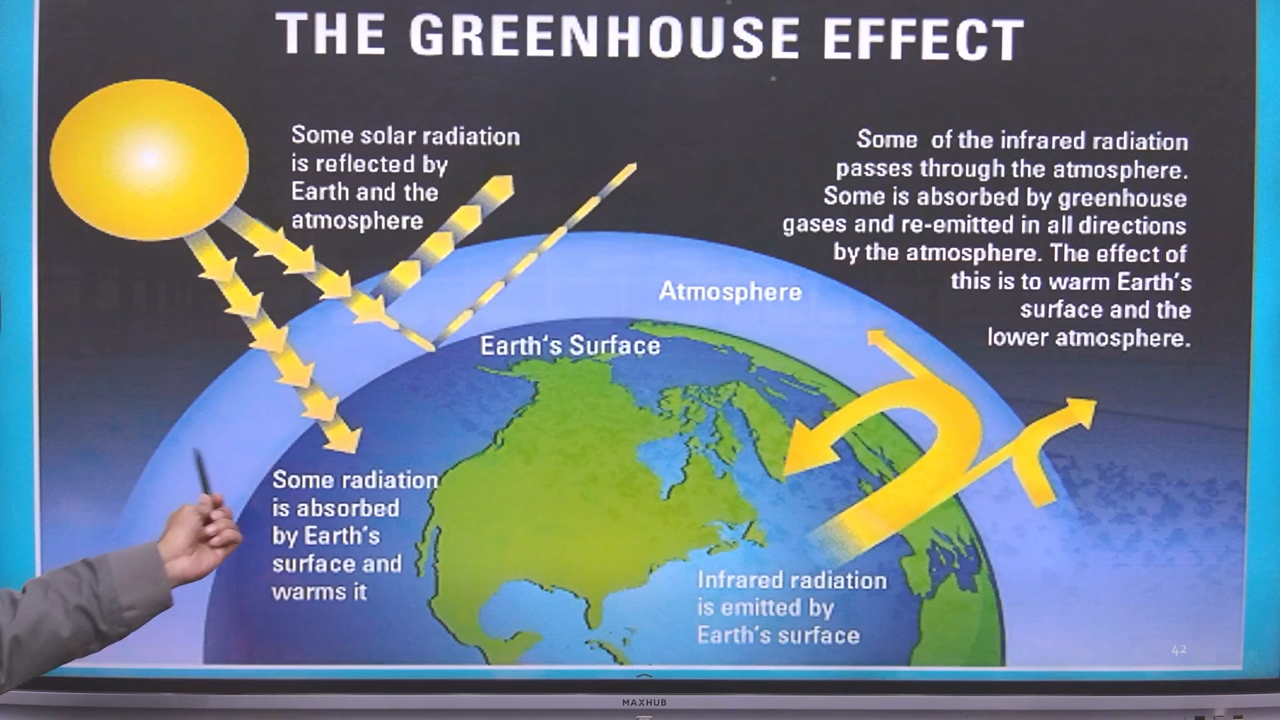 THE GREENHOUSE EFFECT
Some solar radiation
is reflected by
Earth and the
atmosphere
Some of the infrared radiation
passes through the atmosphere.
Some is absorbed by greenhouse
gases and re-emitted in all directions
by the atmosphere. The effect of
this is to warm Earth's
surface and the
lower atmosphere.
Atmosphere
Earth's Surface
Some radiation
is absorbed
by Earth's
surface and
warms it
Infrared radiation
is emitted by
Earth's surface
42
MAXHUB